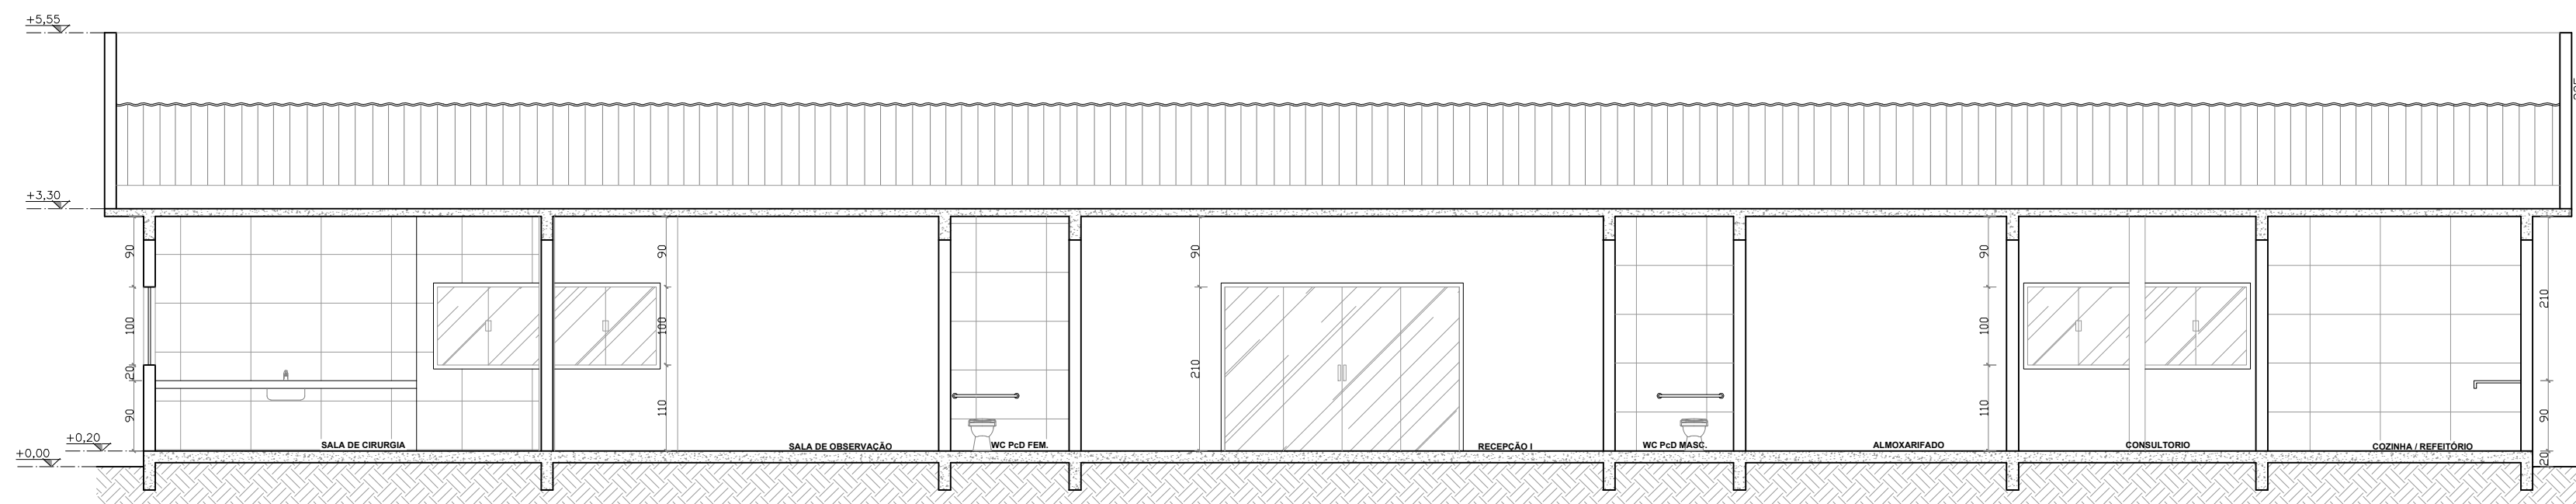 +5,55
+3,30
90
100
20
90
90
100
110
90
210
90
100
110
210
90
20
+0,20
+0,00
SALA DE CIRURGIA
SALA DE OBSERVAÇÃO
WC PcD FEM.
RECEPÇÃO I
WC PcD MASC.
ALMOXARIFADO
CONSULTORIO
COZINHA / REFEITÓRIO